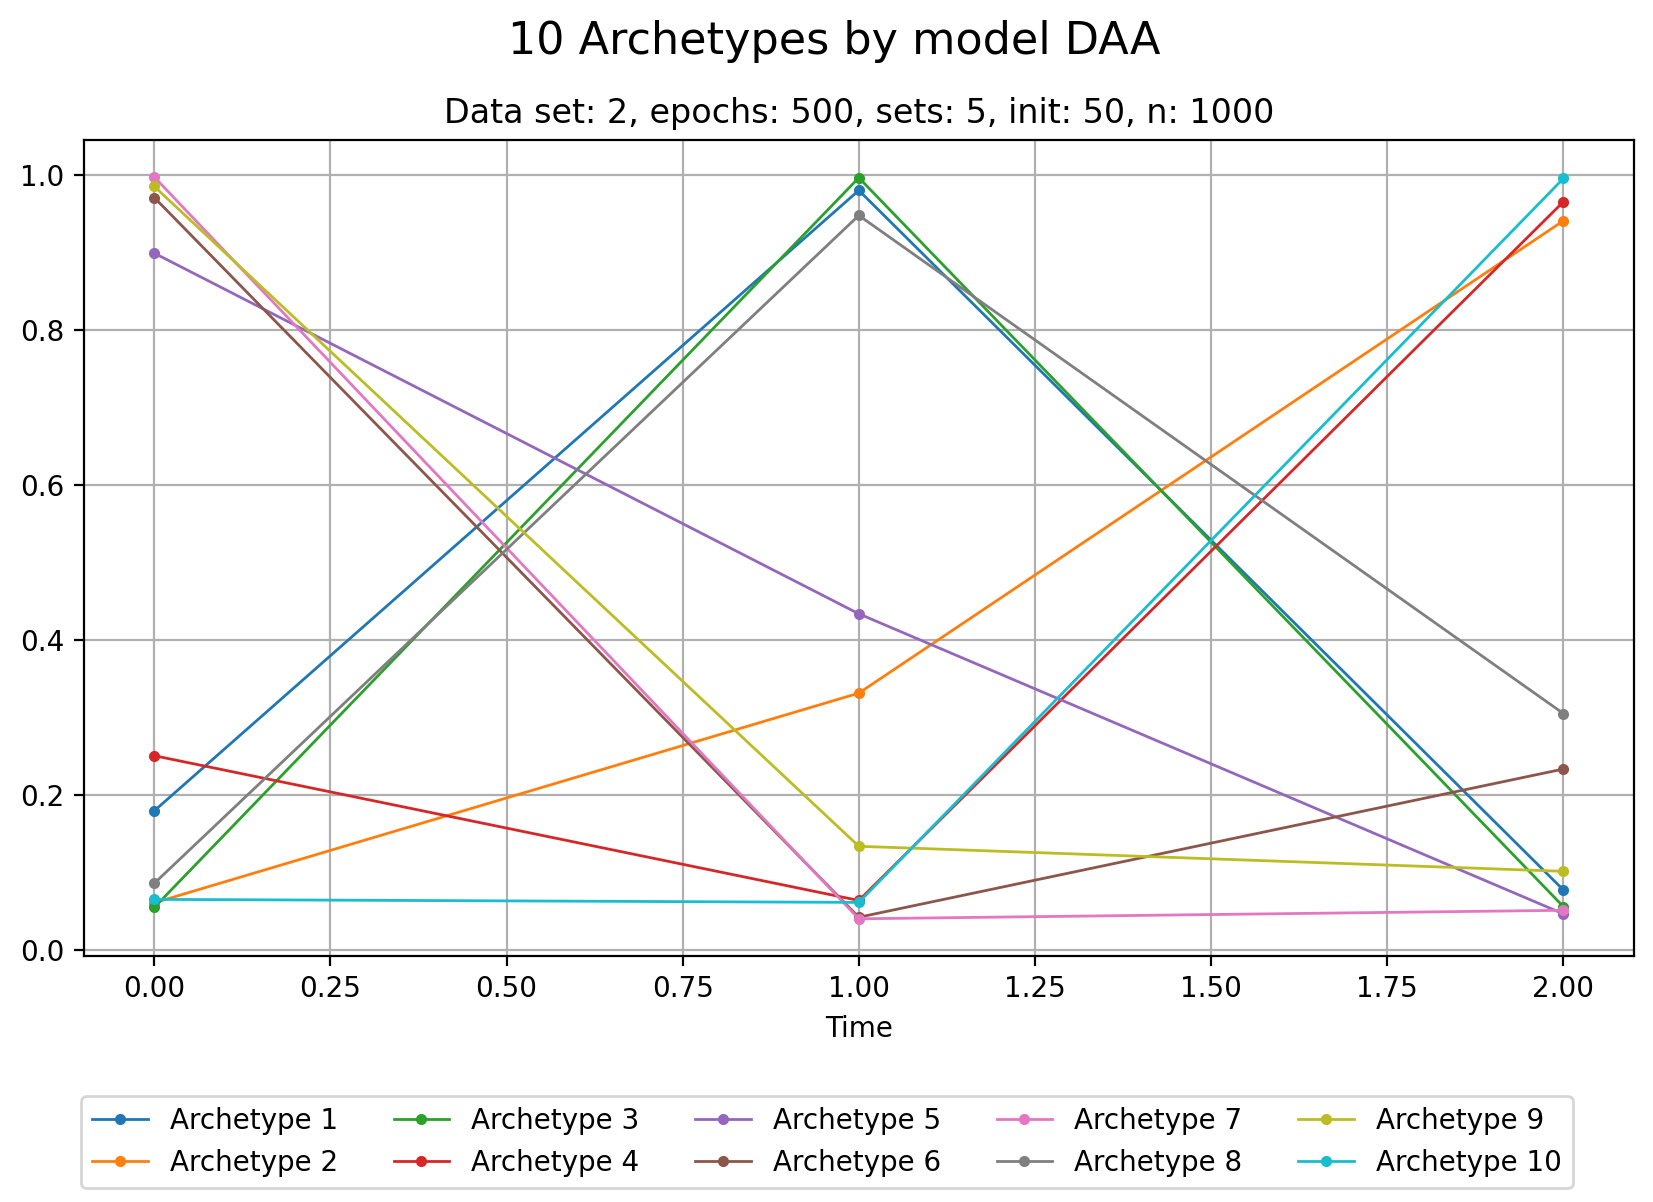 10 Archetypes by model DAA
Data set: 2, epochs: 500, sets: 5, init: 50, n: 1000
1.0
0.8
0.6
0.4
0.2
0.0
0.00 0.25 0.50 0.75 1.00 1.25 1.50 1.75 2.00
Time
Archetype 1 Archetype 3 Archetype 5 Archetype 7 Archetype 9
Archetype 2 Archetype 4 Archetype 6 Archetype 8 Archetype 10